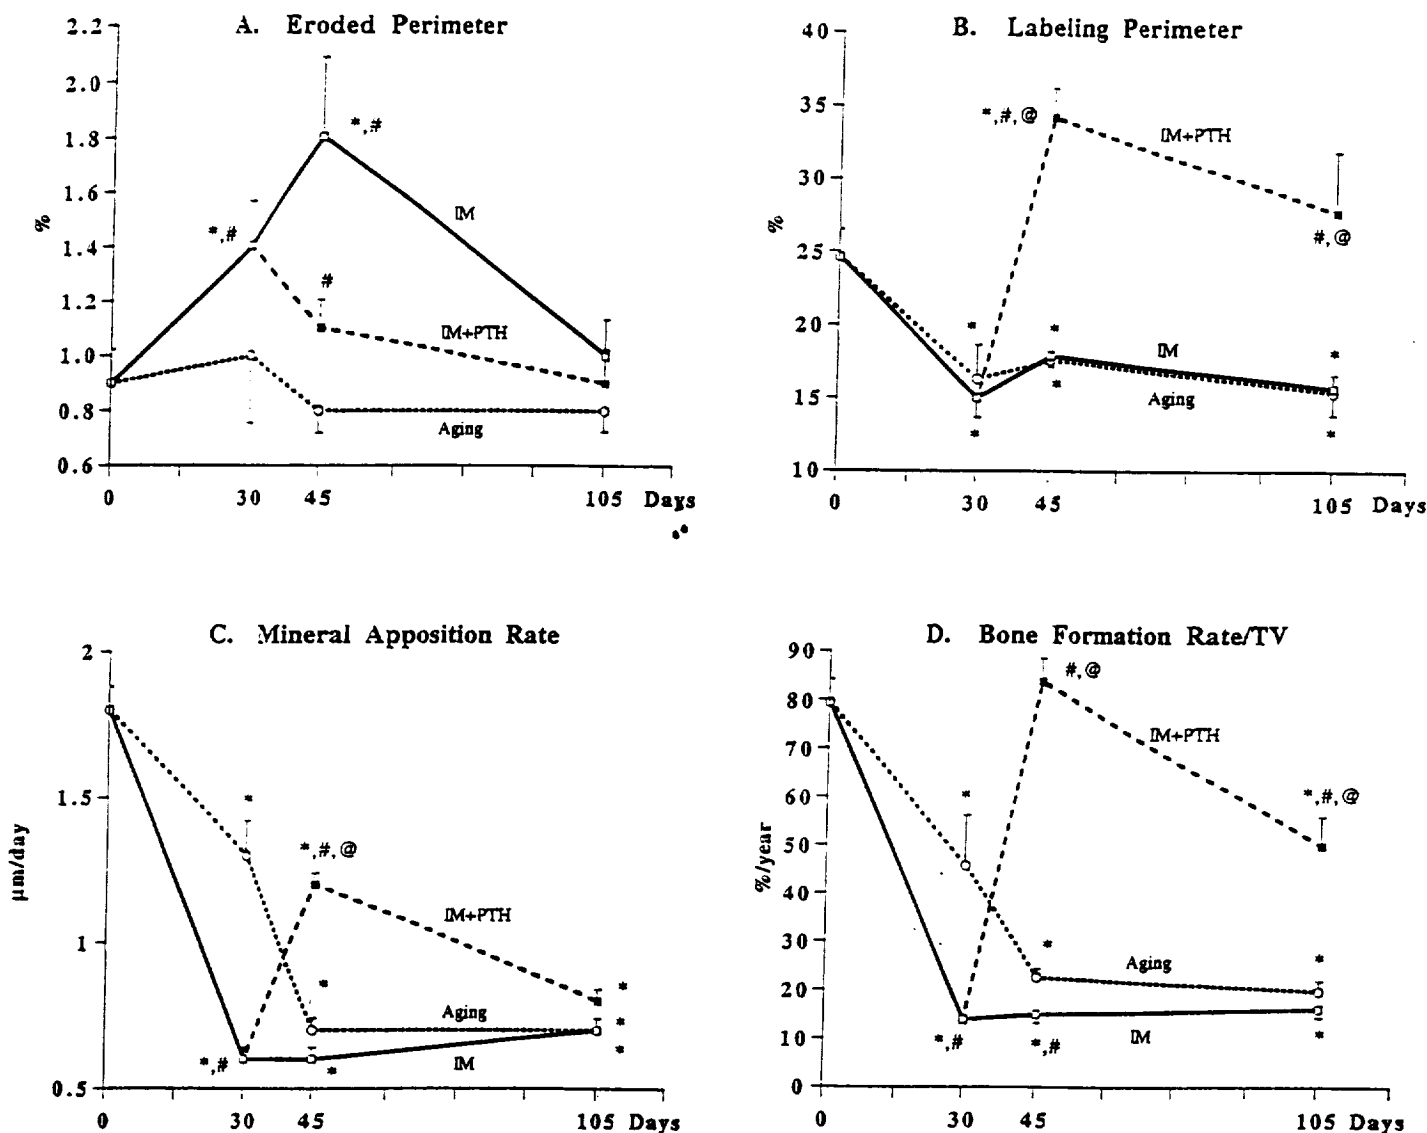 A. Eroded Perimeter
2.2
2.0
1.8
1.6
1.4
1.2
1.0
0.8
0.6
%
*,#
*,#
#
IM
IM+PTH
Aging
0 30 45 105 Days
B. Labeling Perimeter
40
35
30
25
20
15
10
%
*,#,@
IM+PTH
#,@
*
*
*
IM
Aging
*
*
*
0 30 45 105 Days
C. Mineral Apposition Rate
2
1.5
1
0.5
µm/day
*
*,#,@
IM+PTH
*
Aging
*
*
*
*,#
*
IM
0 30 45 105 Days
D. Bone Formation Rate/TV
90
80
70
60
50
40
30
20
10
0
%/year
#,@
IM+PTH
*
*,#,@
*
Aging
*
*,#
*,#
IM
*
0 30 45 105 Days